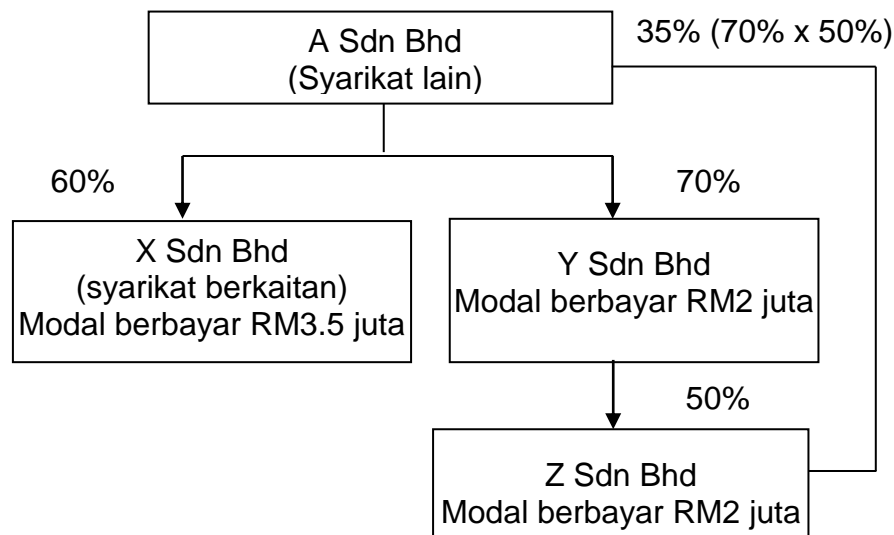 A Sdn Bhd
(Syarikat lain)
35% (70% x 50%)
60%
70%
X Sdn Bhd
(syarikat berkaitan)
Modal berbayar RM3.5 juta
Y Sdn Bhd
Modal berbayar RM2 juta
50%
Z Sdn Bhd
Modal berbayar RM2 juta